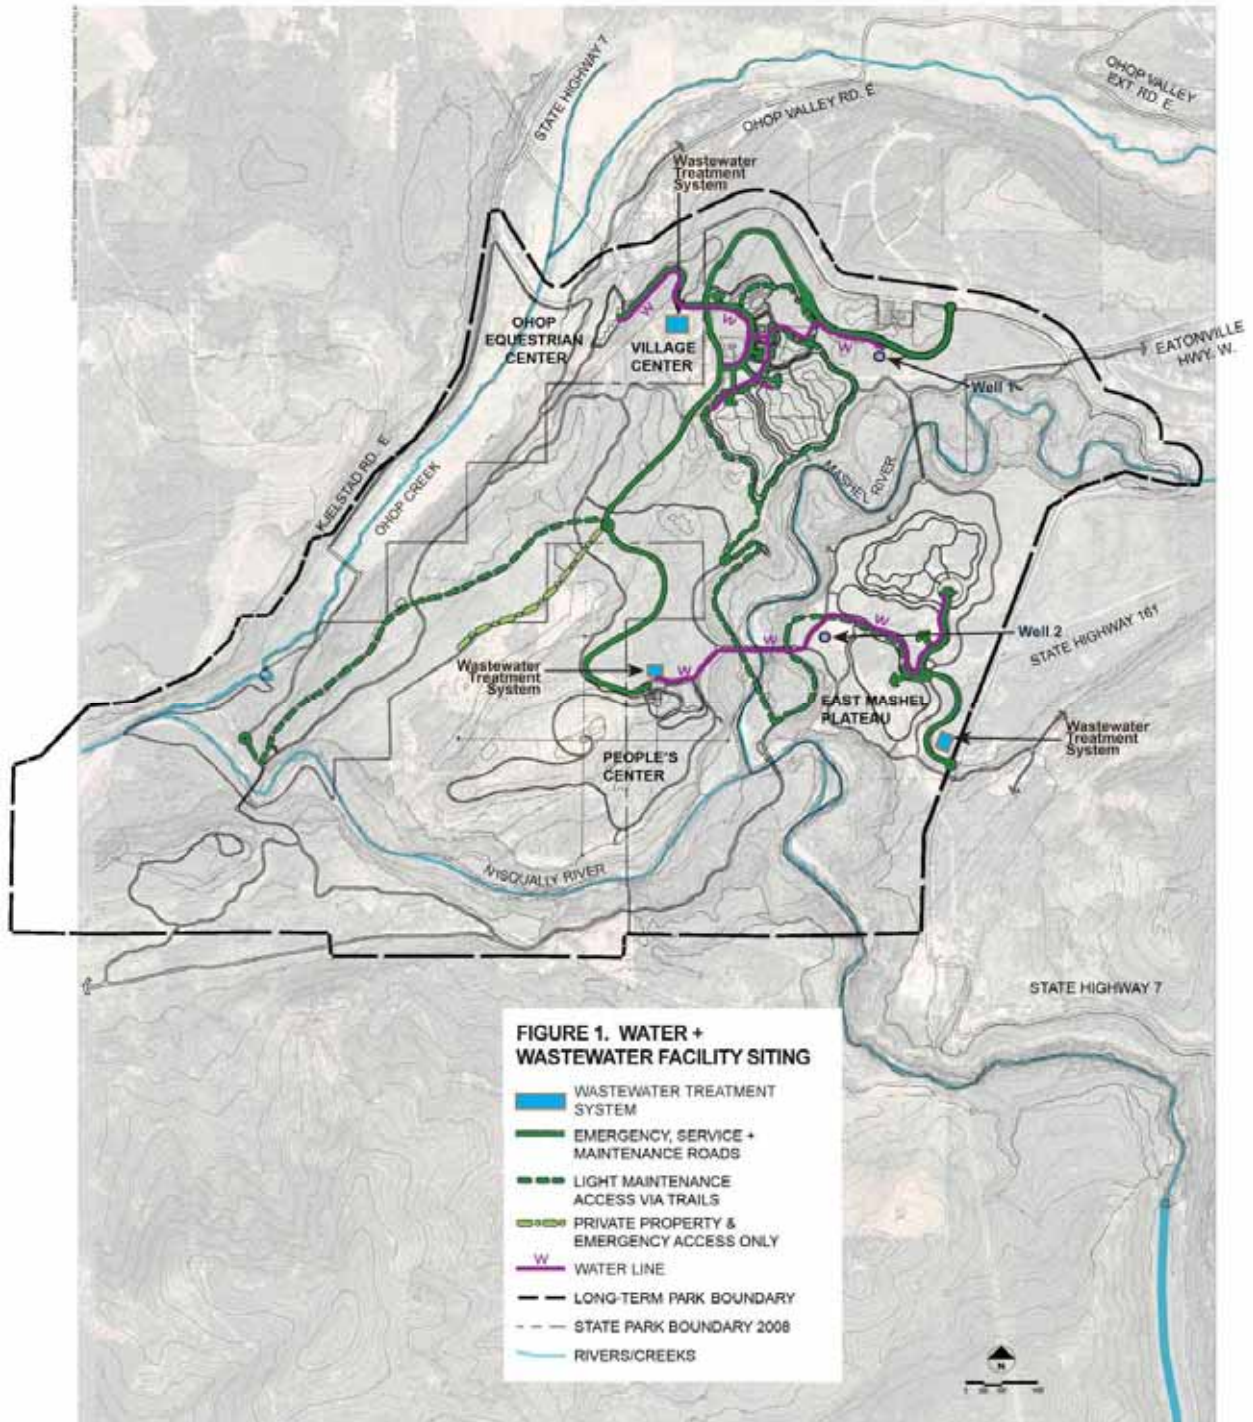 STATE HIGHWAY 7
OHOP VALLEY
EXT RD. E.
OHOP VALLEY RD. E
Wastewater
Treatment
System
OHOP
EQUESTRIAN
CENTER
VILLAGE
CENTER
W
W
W
EATONVILLE
HWY. W.
Well 1
KJELSTAD RD. E
OHOP CREEK
MASHEL RIVER
Well 2
STATE HIGHWAY 161
W
W
W
Wastewater
Treatment
System
EAST MASHEL
PLATEAU
Wastewater
Treatment
System
PEOPLE'S
CENTER
NISQUALLY RIVER
STATE HIGHWAY 7
FIGURE 1. WATER +
WASTEWATER FACILITY SITING
WASTEWATER TREATMENT
SYSTEM
EMERGENCY, SERVICE +
MAINTENANCE ROADS
LIGHT MAINTENANCE
ACCESS VIA TRAILS
PRIVATE PROPERTY &
EMERGENCY ACCESS ONLY
W
WATER LINE
LONG-TERM PARK BOUNDARY
STATE PARK BOUNDARY 2008
RIVERS/CREEKS
N